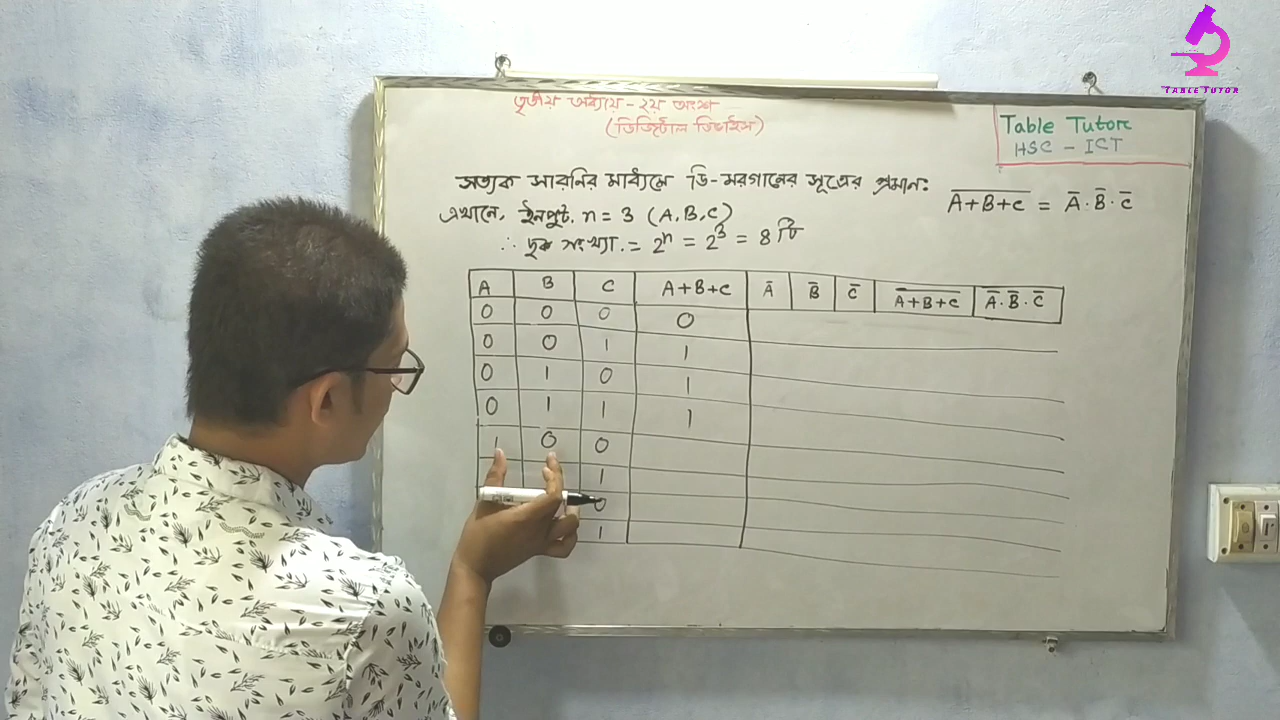 তৃতীয় অধ্যায় - ২য় অংশ
(ডিজিটাল ডিভাইস)
Table Tutor
HSC - ICT
TABLE TUTOR
সত্যক সারনির মাধ্যমে ডি-মরগানের সূত্রের প্রমান: A̅+̅B̅+̅C̅ = A̅ . B̅ . C̅
এখানে, ইনপুট, n = 3 (A, B, C)
∴ সংখ্যা. = 2ⁿ = 2³ = 8 টি
A B C A+B+C A̅ B̅ C̅ A̅+̅B̅+̅C̅ A̅ . B̅ . C̅
0 0 0 0
0 0 1 1
0 1 0 1
0 1 1 1
1 0 0
1
0
1